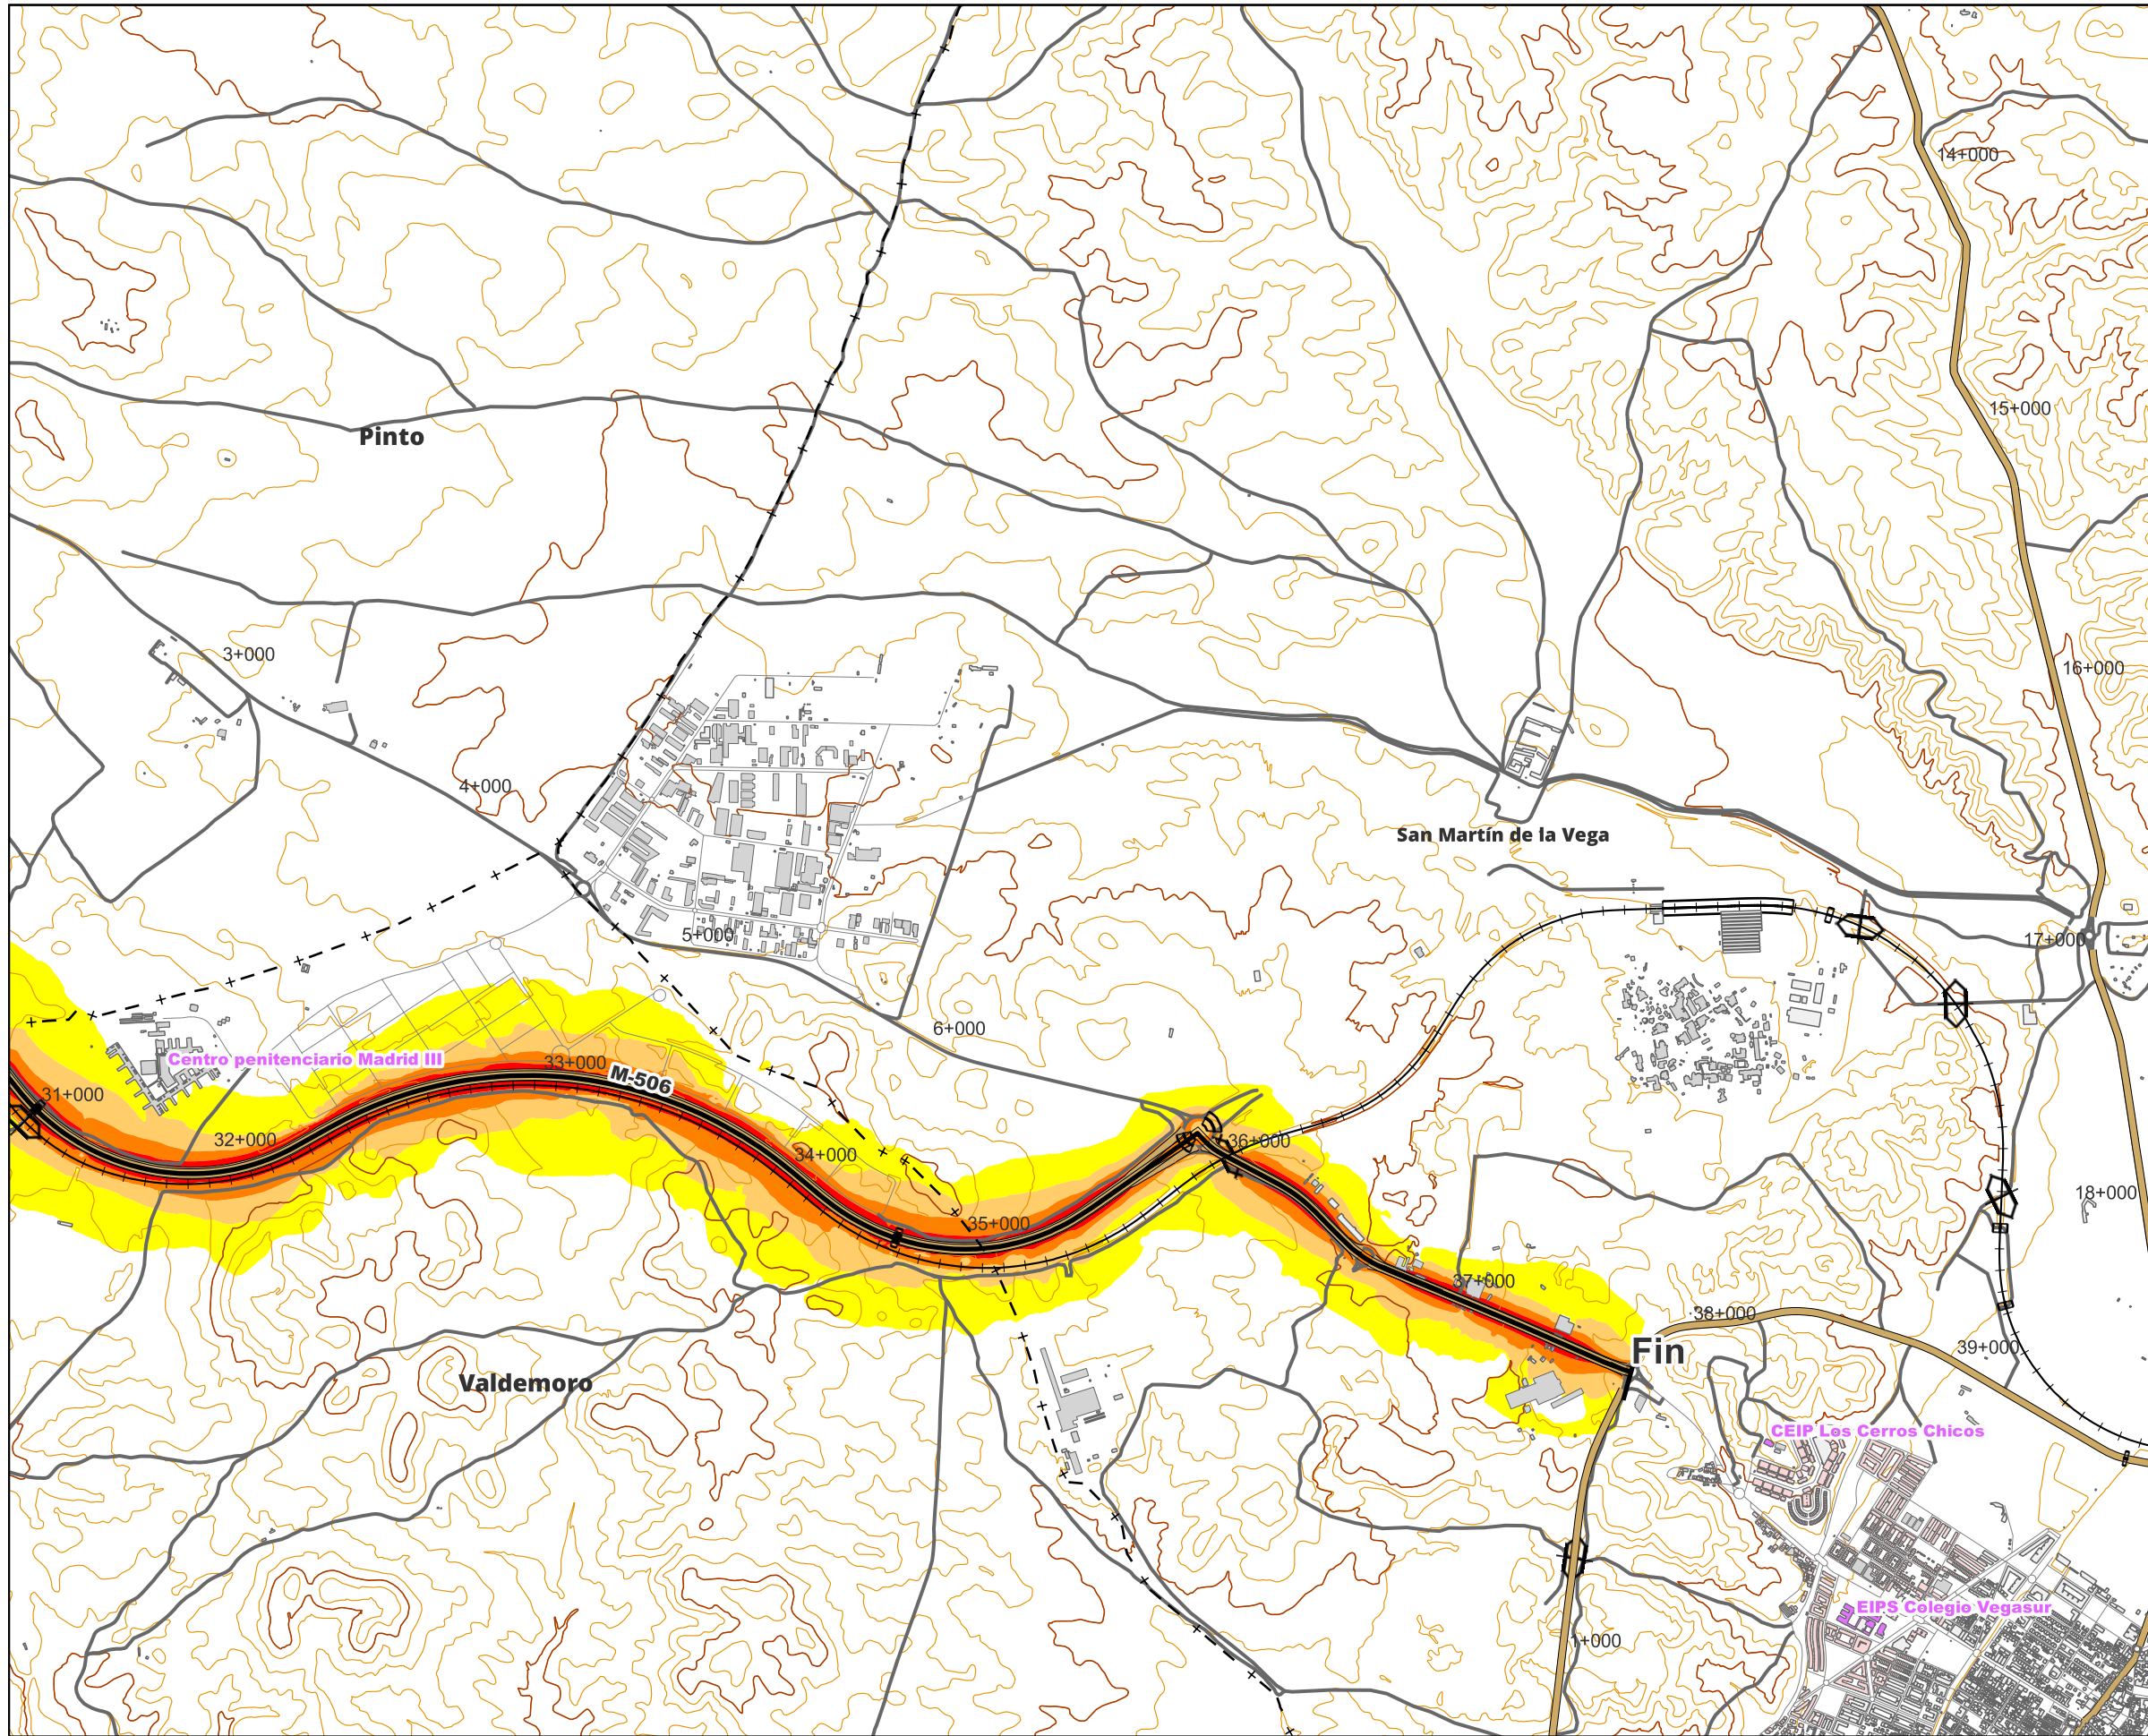 14+000
15+000
Pinto
3+000
16+000
4+000
San Martín de la Vega
5+000
17+000
6+000
Centro penitenciario Madrid III
33+000
M-506
31+000
32+000
36+000
34+000
18+000
35+000
37+000
38+000
Fin
39+000
Valdemoro
CEIP Los Cerros Chicos
EIPS Colegio Vegasur
1+000